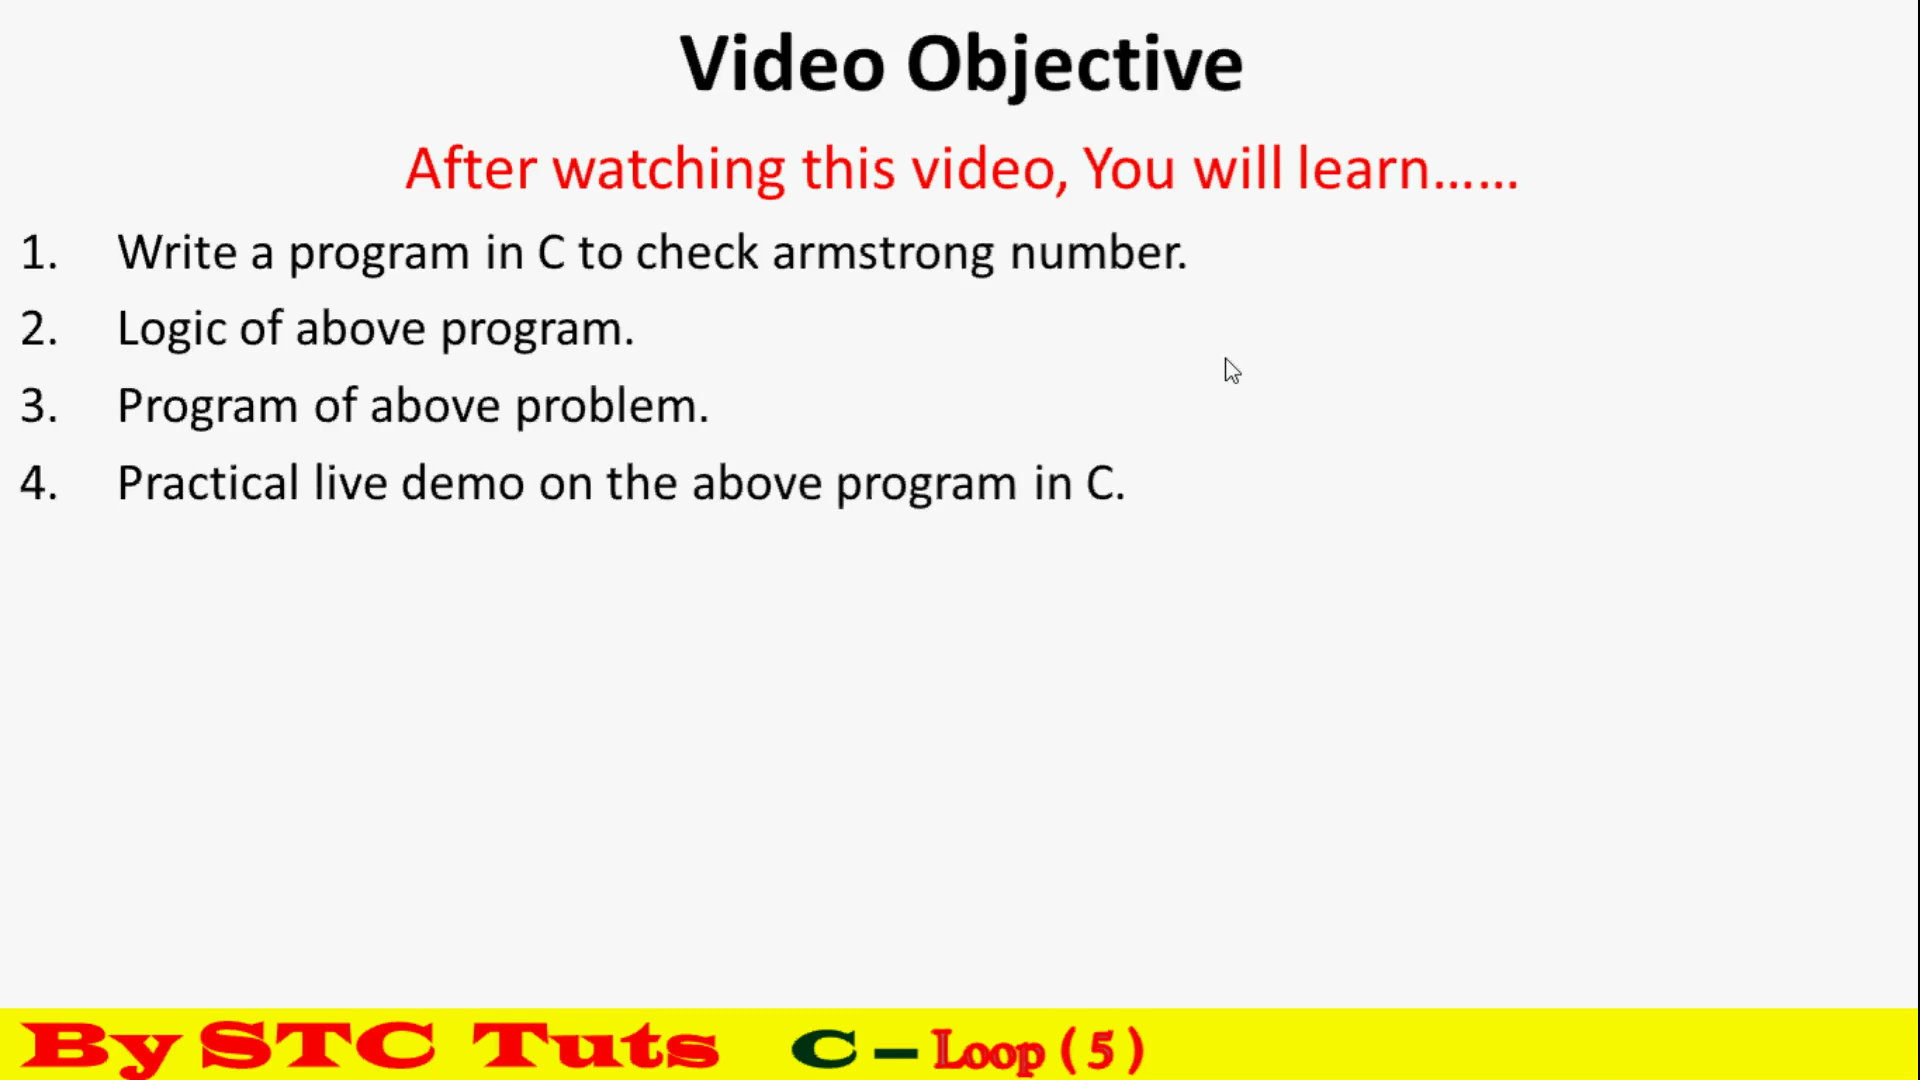 Video Objective
After watching this video, You will learn......
1. Write a program in C to check armstrong number.
2. Logic of above program.
3. Program of above problem.
4. Practical live demo on the above program in C.
By STC Tuts C – Loop ( 5 )